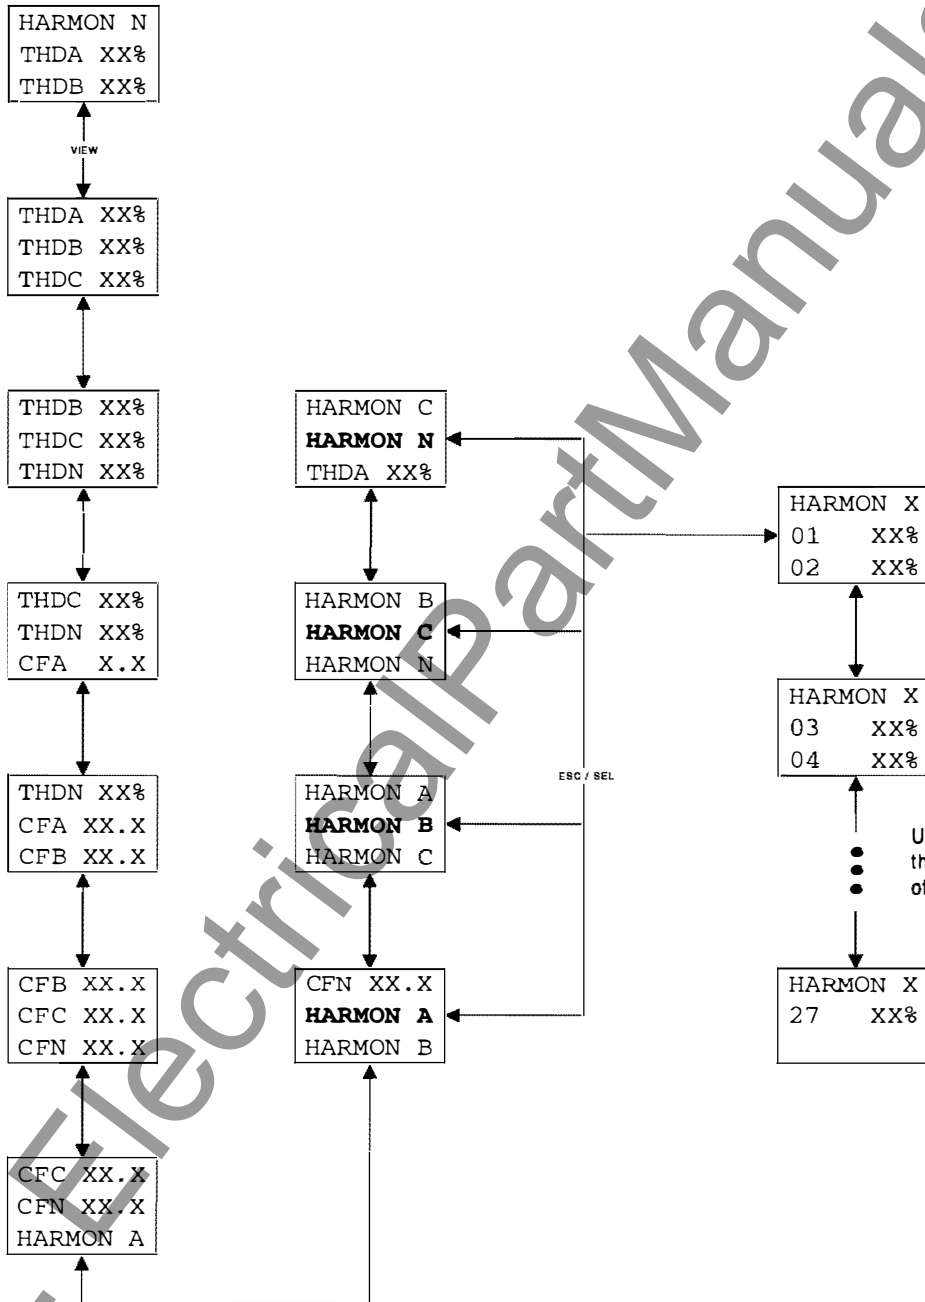 HARMON N
THDA XX%
THDB XX%
VIEW
THDA XX%
THDB XX%
THDC XX%
THDB XX%
THDC XX%
THDN XX%
THDC XX%
THDN XX%
CFA X.X
THDN XX%
CFA XX.X
CFB XX.X
CFB XX.X
CFC XX.X
CFN XX.X
CFC XX.X
CFN XX.X
HARMON A
HARMON C
HARMON N
THDA XX%
HARMON B
HARMON C
HARMON N
HARMON A
HARMON B
HARMON C
CFN XX.X
HARMON A
HARMON B
ESC / SEL
HARMON X
01 XX%
02 XX%
HARMON X
03 XX%
04 XX%
U
th
of
HARMON X
27 XX%
ElectricalPartManuals